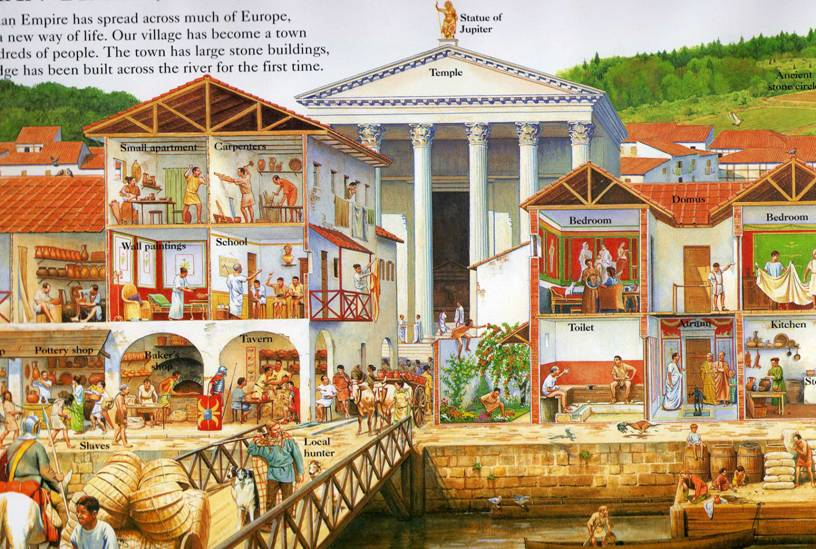 an Empire has spread across much of Europe,
new way of life. Our village has become a town
dreds of people. The town has large stone buildings,
dge has been built across the river for the first time.
Statue of
Jupiter
Temple
Ancient
stone circle
Small apartment
Carpenters
Domus
Bedroom
Bedroom
Wall paintings
School
Toilet
Atrium
Kitchen
Pottery shop
Baker's
shop
Tavern
Slaves
Local
hunter